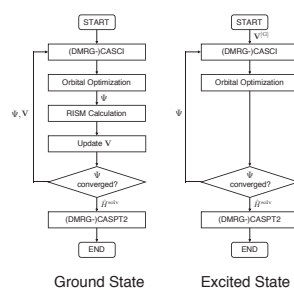 START
(DMRG-)CASCI
Orbital Optimization
Ψ
RISM Calculation
Update V
Ψ, V
Ψ
converged?
Ĥ^solv
(DMRG-)CASPT2
END
Ground State
START
V^[G]
(DMRG-)CASCI
Orbital Optimization
Ψ
Ψ
converged?
Ĥ^solv
(DMRG-)CASPT2
END
Excited State